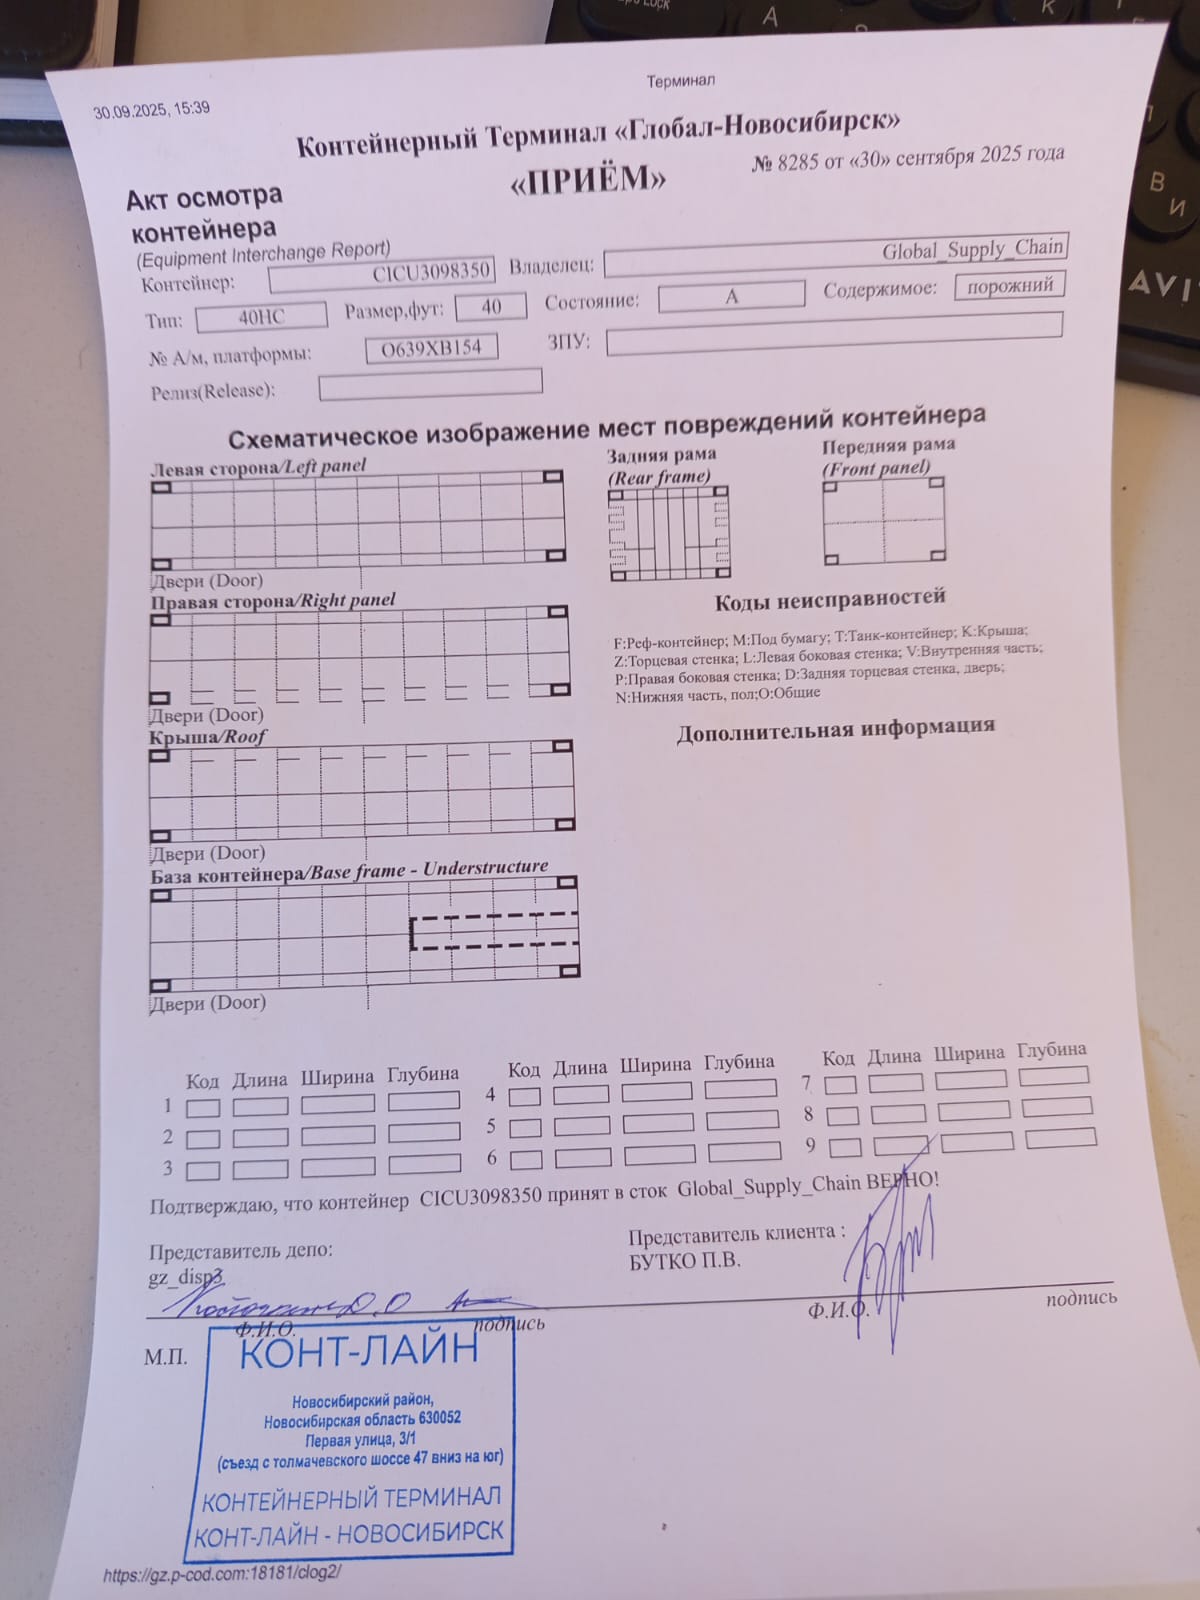 30.09.2025, 15:39
Терминал
Контейнерный Терминал «Глобал-Новосибирск»
«ПРИЁМ»
№ 8285 от «30» сентября 2025 года
Акт осмотра
контейнера
(Equipment Interchange Report)
Контейнер: CICU3098350 Владелец: Global_Supply_Chain
Тип: 40HC Размер,фут: 40 Состояние: A Содержимое: порожний
№ А/м, платформы: О639ХВ154 ЗПУ:
Релиз(Release):
Схематическое изображение мест повреждений контейнера
Левая сторона/Left panel
Двери (Door)
Правая сторона/Right panel
Двери (Door)
Крыша/Roof
Двери (Door)
База контейнера/Base frame - Understructure
Двери (Door)
Задняя рама
(Rear frame)
Передняя рама
(Front panel)
Коды неисправностей
F:Реф-контейнер; M:Под бумагу; T:Танк-контейнер; K:Крыша;
Z:Торцевая стенка; L:Левая боковая стенка; V:Внутренняя часть;
P:Правая боковая стенка; D:Задняя торцевая стенка, дверь;
N:Нижняя часть, пол;O:Общие
Дополнительная информация
Код Длина Ширина Глубина
1
2
3
Код Длина Ширина Глубина
4
5
6
Код Длина Ширина Глубина
7
8
9
Подтверждаю, что контейнер CICU3098350 принят в сток Global_Supply_Chain ВЕРНО!
Представитель депо:
gz_disp3
Ф.И.О. подпись
Представитель клиента :
БУТКО П.В.
Ф.И.О. подпись
М.П.
КОНТ-ЛАЙН
Новосибирский район,
Новосибирская область 630052
Первая улица, 3/1
(съезд с толмачевского шоссе 47 вниз на юг)
КОНТЕЙНЕРНЫЙ ТЕРМИНАЛ
КОНТ-ЛАЙН - НОВОСИБИРСК
https://gz.p-cod.com:18181/clog2/